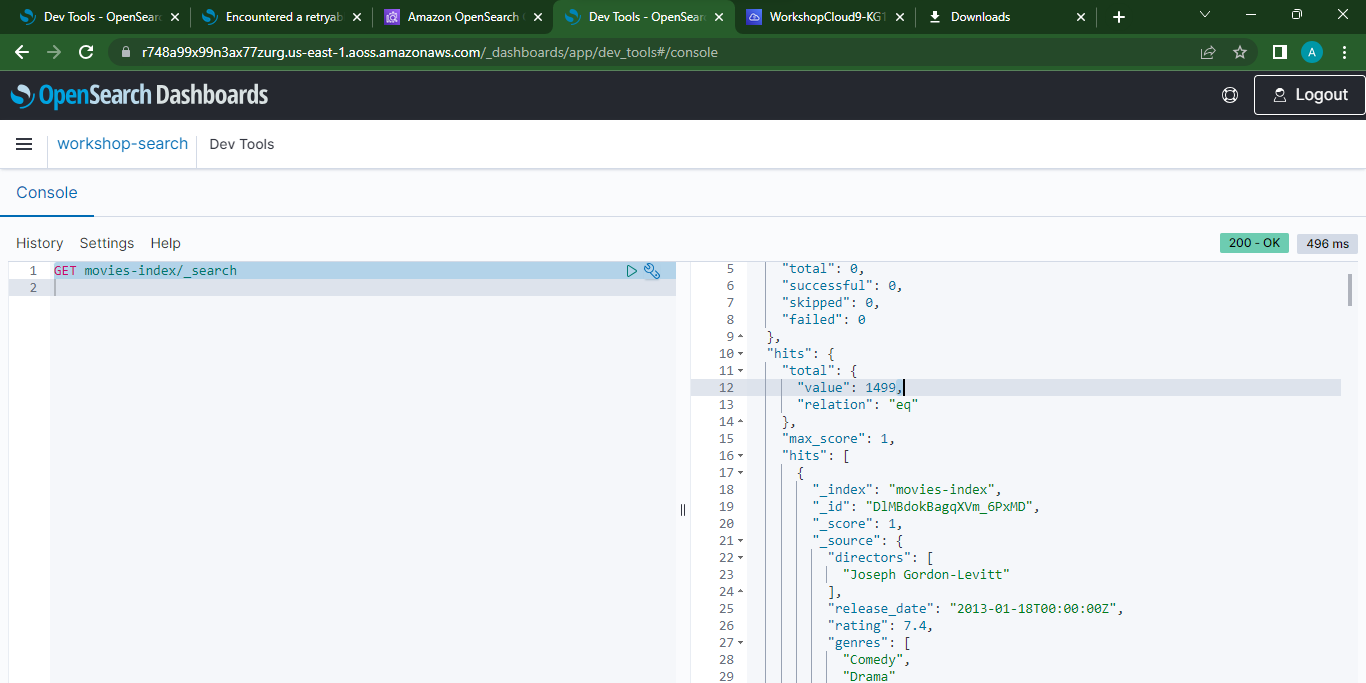 Dev Tools - OpenSearc
Encountered a retryab
Amazon OpenSearch
Dev Tools - OpenSearc
WorkshopCloud9-KG1
Downloads
r748a99x99n3ax77zurg.us-east-1.aoss.amazonaws.com/_dashboards/app/dev_tools#/console
A
OpenSearch Dashboards
Logout
workshop-search
Dev Tools
Console
History
Settings
Help
200 - OK
496 ms
1 GET movies-index/_search
2
5 "total": 0,
6 "successful": 0,
7 "skipped": 0,
8 "failed": 0
9 },
10 "hits": {
11 "total": {
12 "value": 1499,
13 "relation": "eq"
14 },
15 "max_score": 1,
16 "hits": [
17 {
18 "_index": "movies-index",
19 "_id": "DlMBdokBagqXVm_6PxMD",
20 "_score": 1,
21 "_source": {
22 "directors": [
23 "Joseph Gordon-Levitt"
24 ],
25 "release_date": "2013-01-18T00:00:00Z",
26 "rating": 7.4,
27 "genres": [
28 "Comedy",
29 "Drama"